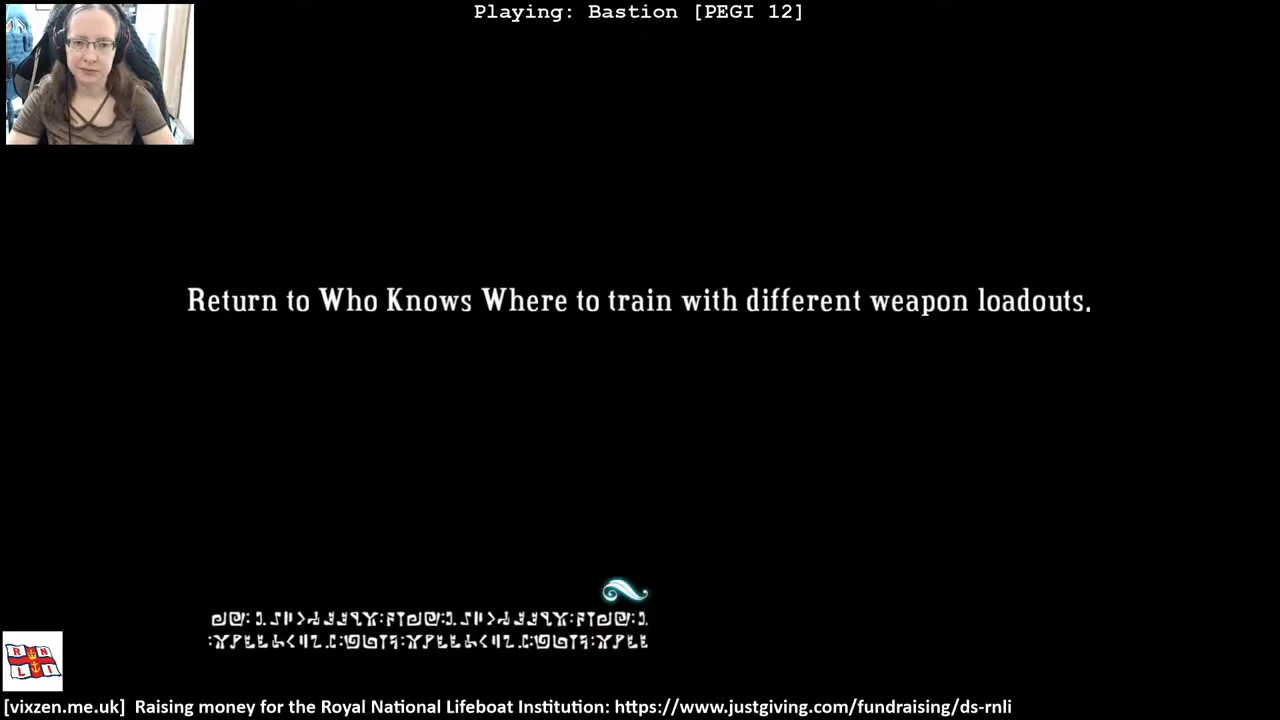 Playing: Bastion [PEGI 12]
Return to Who Knows Where to train with different weapon loadouts.
R N
L I
[vixzen.me.uk] Raising money for the Royal National Lifeboat Institution: https://www.justgiving.com/fundraising/ds-rnli